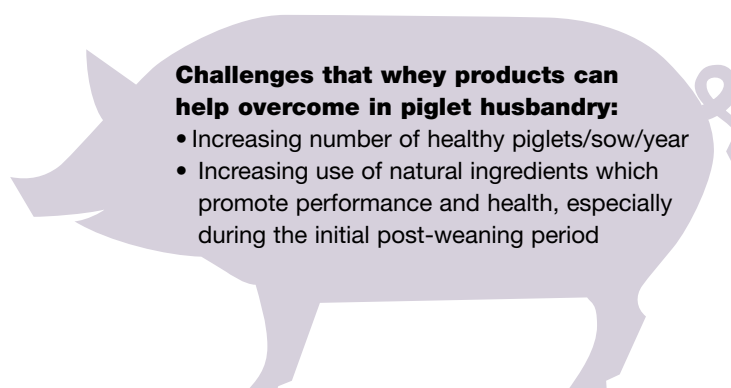 Challenges that whey products can
help overcome in piglet husbandry:
• Increasing number of healthy piglets/sow/year
• Increasing use of natural ingredients which
promote performance and health, especially
during the initial post-weaning period